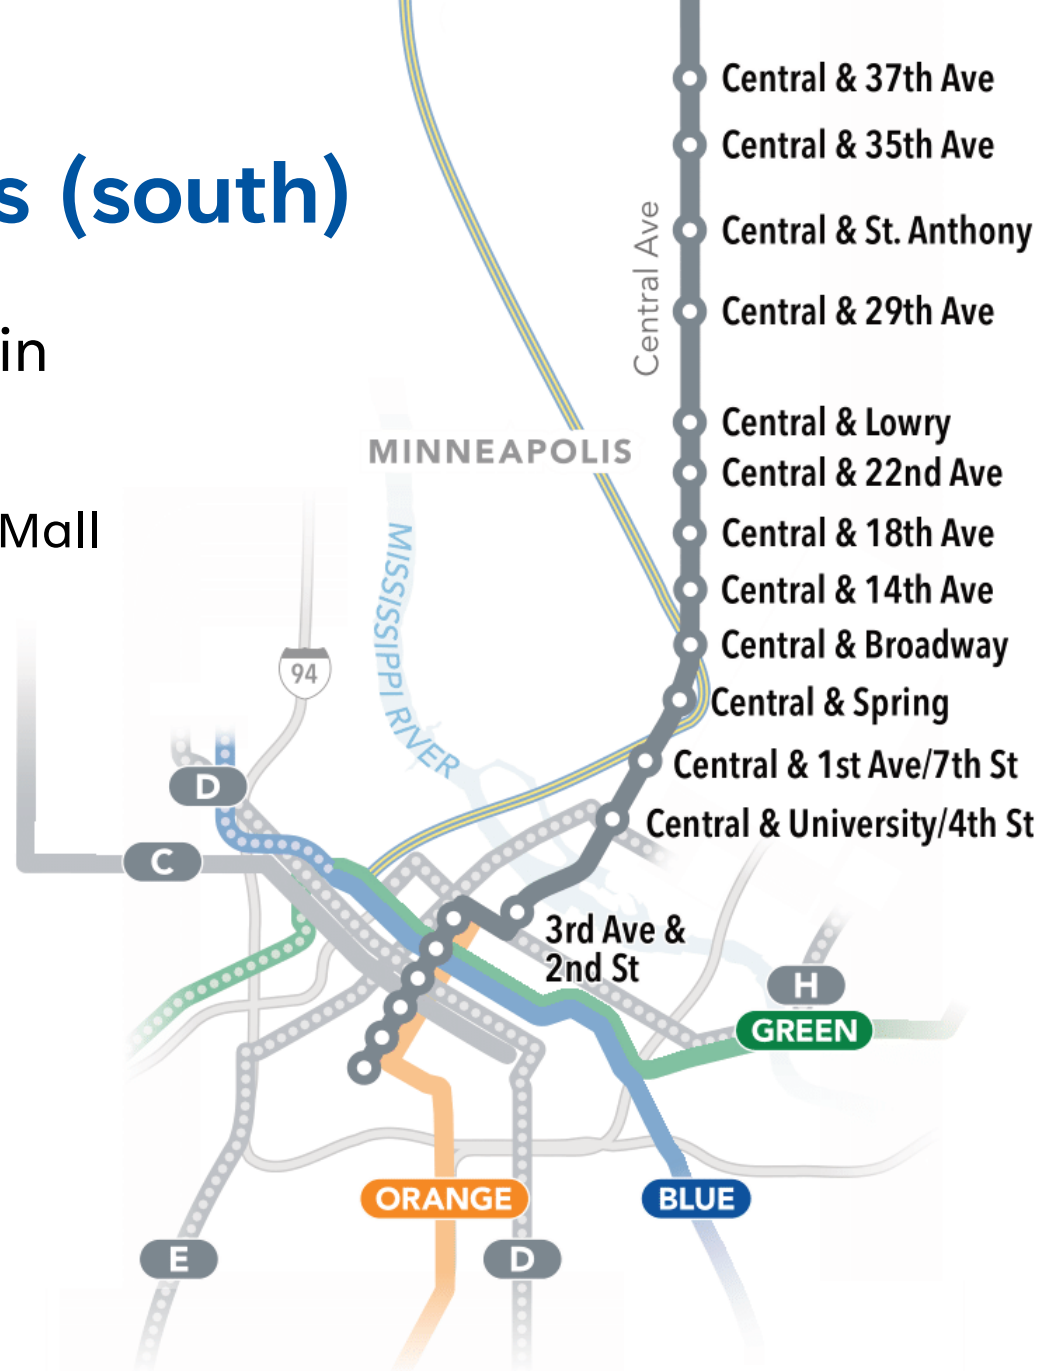 s (south)
in
Mall
Central & 37th Ave
Central & 35th Ave
Central & St. Anthony
Central & 29th Ave
Central & Lowry
Central & 22nd Ave
Central & 18th Ave
Central & 14th Ave
Central & Broadway
Central & Spring
Central & 1st Ave/7th St
Central & University/4th St
3rd Ave &
2nd St
Central Ave
MINNEAPOLIS
MISSISSIPPI RIVER
94
D
C
H
GREEN
ORANGE
BLUE
E
D